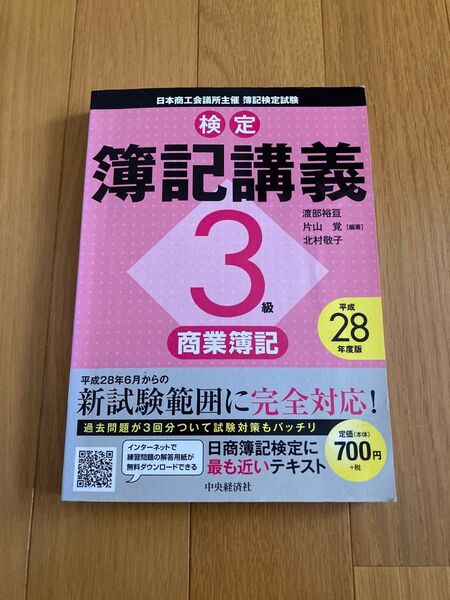 日本商工会議所主催 簿記検定試験
検定
簿記講義
渡部裕亘
片山 覚 [編著]
北村敬子
3級
商業簿記
平成
28
年度版
平成28年6月からの
新試験範囲に完全対応!
過去問題が3回分ついて試験対策もバッチリ
インターネットで
練習問題の解答用紙が
無料ダウンロードできる
日商簿記検定に
最も近いテキスト
定価(本体)
700円
+税
中央経済社